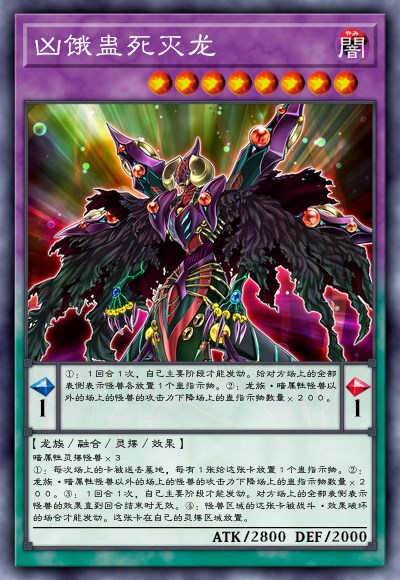 凶饿蛊死灭龙
やみ
闇
①：1回合1次，自己主要阶段才能发动。给对方场上的全部
表侧表示怪兽各放置1个蛊指示物。②：龙族·暗属性怪兽以
外的场上的怪兽的攻击力下降场上的蛊指示物数量×200。
1
1
【龙族／融合／灵摆／效果】
暗属性灵摆怪兽×3
①：每次场上的卡被送去墓地，每有1张给这张卡放置1个蛊指示物。②：
龙族·暗属性怪兽以外的场上的怪兽的攻击力下降场上的蛊指示物数量×2
00。③：1回合1次，自己主要阶段才能发动。对方场上的全部表侧表示
怪兽的效果直到回合结束时无效。④：怪兽区域的这张卡被战斗·效果破坏
的场合才能发动。这张卡在自己的灵摆区域放置。
ATK/2800 DEF/2000